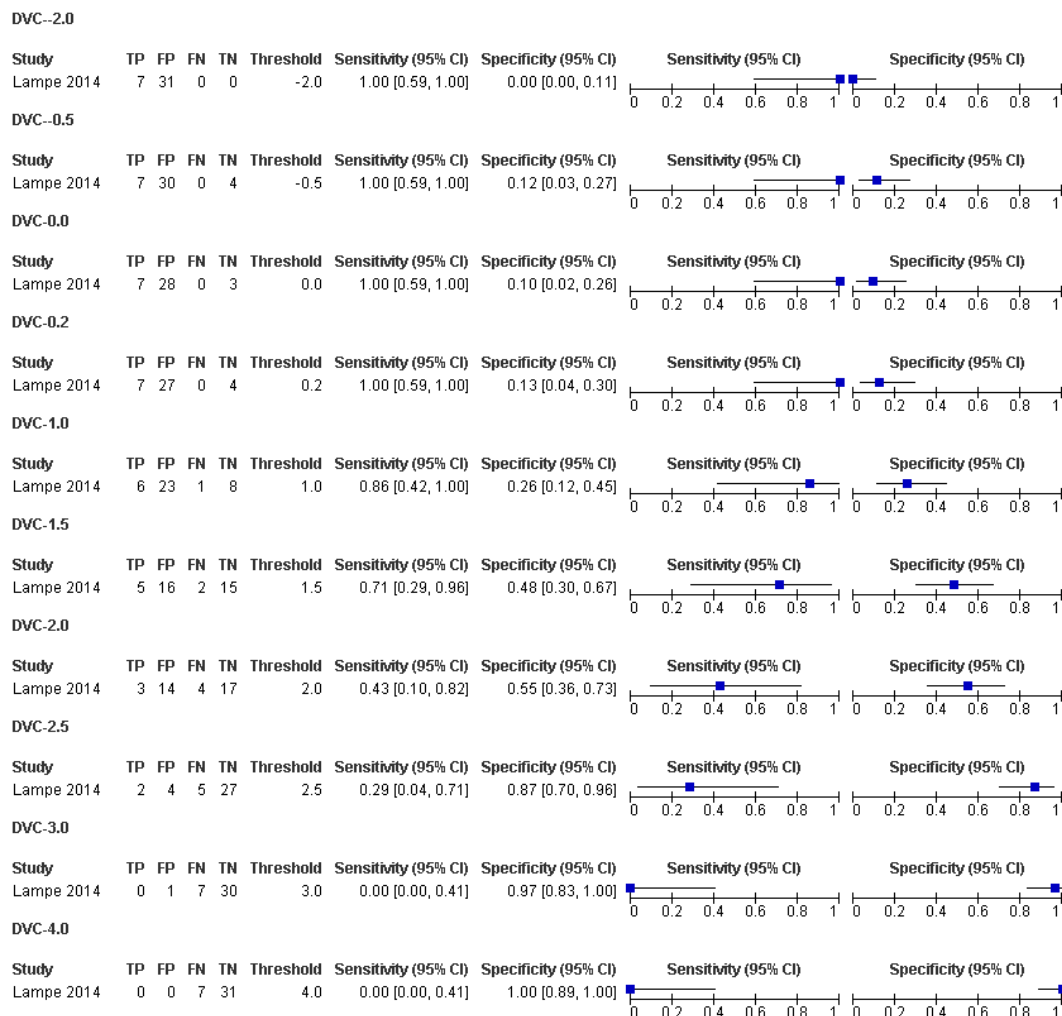 DVC--2.0
Study TP FP FN TN Threshold Sensitivity (95% CI) Specificity (95% CI) Sensitivity (95% CI) Specificity (95% CI)
Lampe 2014 7 31 0 0 -2.0 1.00 [0.59, 1.00] 0.00 [0.00, 0.11]
0 0.2 0.4 0.6 0.8 1 0 0.2 0.4 0.6 0.8 1
DVC--0.5
Study TP FP FN TN Threshold Sensitivity (95% CI) Specificity (95% CI) Sensitivity (95% CI) Specificity (95% CI)
Lampe 2014 7 30 0 4 -0.5 1.00 [0.59, 1.00] 0.12 [0.03, 0.27]
0 0.2 0.4 0.6 0.8 1 0 0.2 0.4 0.6 0.8 1
DVC-0.0
Study TP FP FN TN Threshold Sensitivity (95% CI) Specificity (95% CI) Sensitivity (95% CI) Specificity (95% CI)
Lampe 2014 7 28 0 3 0.0 1.00 [0.59, 1.00] 0.10 [0.02, 0.26]
0 0.2 0.4 0.6 0.8 1 0 0.2 0.4 0.6 0.8 1
DVC-0.2
Study TP FP FN TN Threshold Sensitivity (95% CI) Specificity (95% CI) Sensitivity (95% CI) Specificity (95% CI)
Lampe 2014 7 27 0 4 0.2 1.00 [0.59, 1.00] 0.13 [0.04, 0.30]
0 0.2 0.4 0.6 0.8 1 0 0.2 0.4 0.6 0.8 1
DVC-1.0
Study TP FP FN TN Threshold Sensitivity (95% CI) Specificity (95% CI) Sensitivity (95% CI) Specificity (95% CI)
Lampe 2014 6 23 1 8 1.0 0.86 [0.42, 1.00] 0.26 [0.12, 0.45]
0 0.2 0.4 0.6 0.8 1 0 0.2 0.4 0.6 0.8 1
DVC-1.5
Study TP FP FN TN Threshold Sensitivity (95% CI) Specificity (95% CI) Sensitivity (95% CI) Specificity (95% CI)
Lampe 2014 5 16 2 15 1.5 0.71 [0.29, 0.96] 0.48 [0.30, 0.67]
0 0.2 0.4 0.6 0.8 1 0 0.2 0.4 0.6 0.8 1
DVC-2.0
Study TP FP FN TN Threshold Sensitivity (95% CI) Specificity (95% CI) Sensitivity (95% CI) Specificity (95% CI)
Lampe 2014 3 14 4 17 2.0 0.43 [0.10, 0.82] 0.55 [0.36, 0.73]
0 0.2 0.4 0.6 0.8 1 0 0.2 0.4 0.6 0.8 1
DVC-2.5
Study TP FP FN TN Threshold Sensitivity (95% CI) Specificity (95% CI) Sensitivity (95% CI) Specificity (95% CI)
Lampe 2014 2 4 5 27 2.5 0.29 [0.04, 0.71] 0.87 [0.70, 0.96]
0 0.2 0.4 0.6 0.8 1 0 0.2 0.4 0.6 0.8 1
DVC-3.0
Study TP FP FN TN Threshold Sensitivity (95% CI) Specificity (95% CI) Sensitivity (95% CI) Specificity (95% CI)
Lampe 2014 0 1 7 30 3.0 0.00 [0.00, 0.41] 0.97 [0.83, 1.00]
0 0.2 0.4 0.6 0.8 1 0 0.2 0.4 0.6 0.8 1
DVC-4.0
Study TP FP FN TN Threshold Sensitivity (95% CI) Specificity (95% CI) Sensitivity (95% CI) Specificity (95% CI)
Lampe 2014 0 0 7 31 4.0 0.00 [0.00, 0.41] 1.00 [0.89, 1.00]
0 0.2 0.4 0.6 0.8 1 0 0.2 0.4 0.6 0.8 1